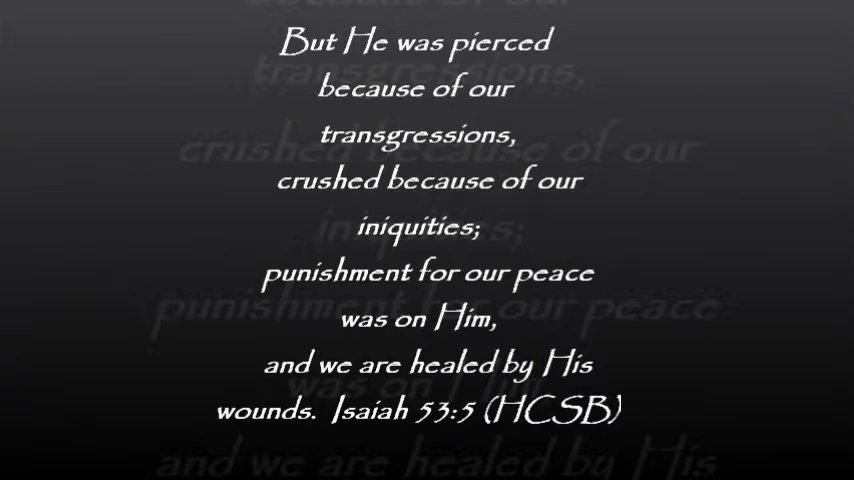 But He was pierced
because of our
transgressions,
crushed because of our
iniquities;
punishment for our peace
was on Him,
and we are healed by His
wounds. Isaiah 53:5 (HCSB)